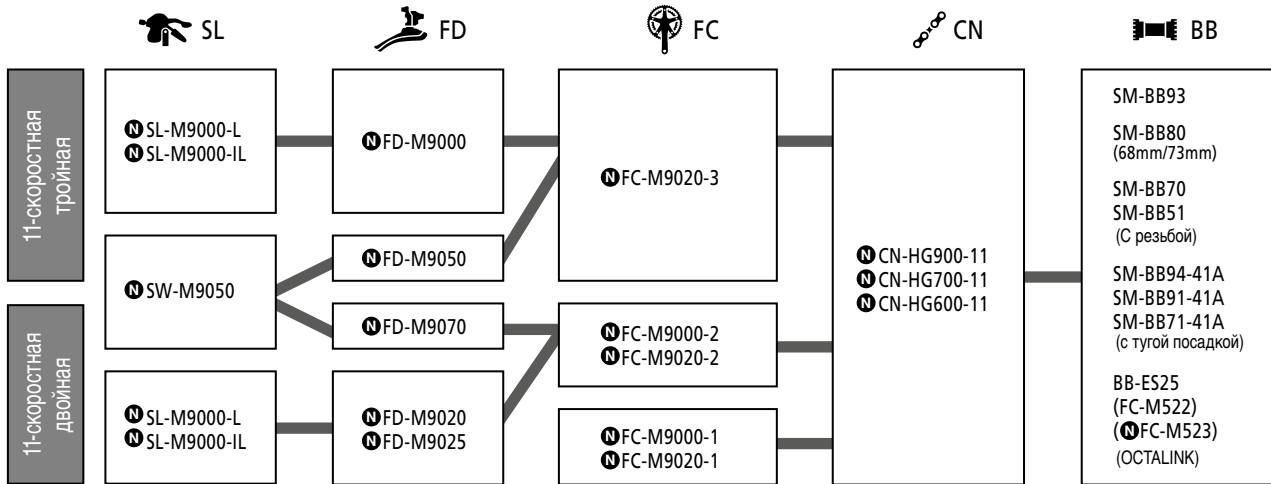 SL
FD
FC
CN
BB
11-скоростная
тройная
11-скоростная
двойная
N SL-M9000-L
N SL-M9000-IL
N SW-M9050
N SL-M9000-L
N SL-M9000-IL
N FD-M9000
N FD-M9050
N FD-M9070
N FD-M9020
N FD-M9025
N FC-M9020-3
N FC-M9000-2
N FC-M9020-2
N FC-M9000-1
N FC-M9020-1
N CN-HG900-11
N CN-HG700-11
N CN-HG600-11
SM-BB93
SM-BB80
(68mm/73mm)
SM-BB70
SM-BB51
(С резьбой)
SM-BB94-41A
SM-BB91-41A
SM-BB71-41A
(с тугой посадкой)
BB-ES25
(FC-M522)
(N FC-M523)
(OCTALINK)